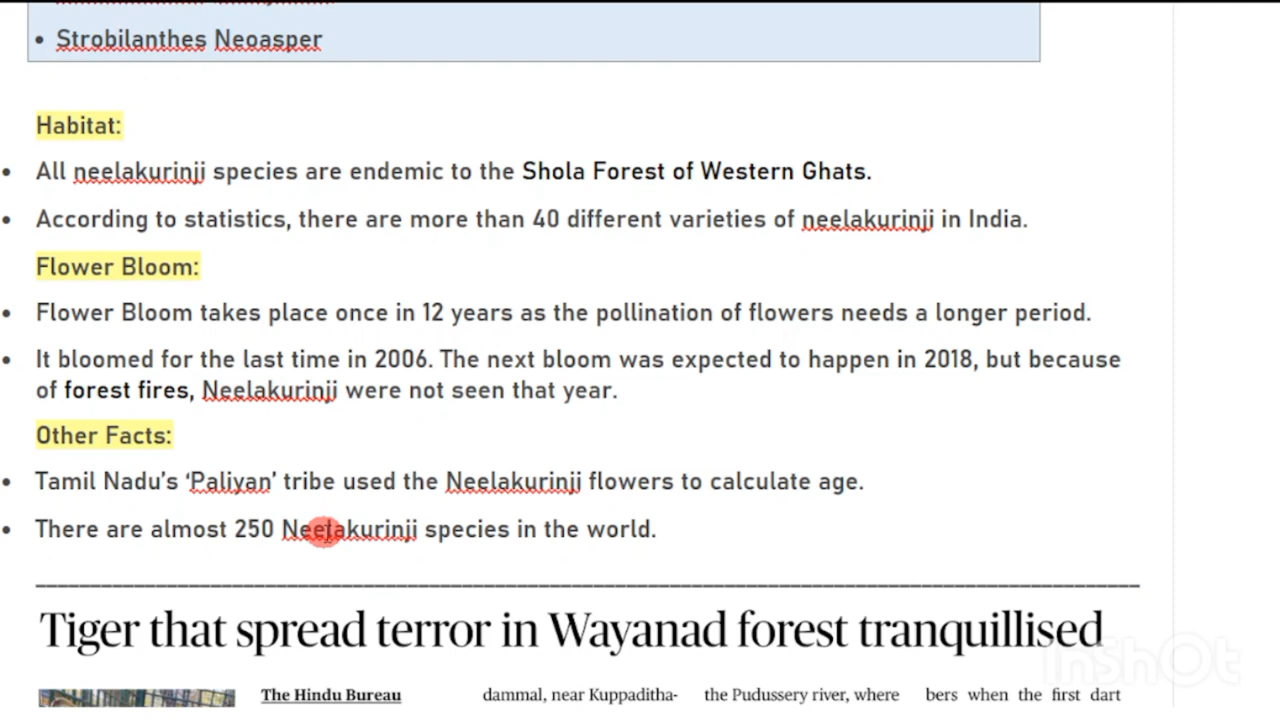 • Strobilanthes Neoasper
Habitat:
• All neelakurinji species are endemic to the Shola Forest of Western Ghats.
• According to statistics, there are more than 40 different varieties of neelakurinji in India.
Flower Bloom:
• Flower Bloom takes place once in 12 years as the pollination of flowers needs a longer period.
• It bloomed for the last time in 2006. The next bloom was expected to happen in 2018, but because
of forest fires, Neelakurinji were not seen that year.
Other Facts:
• Tamil Nadu's ‘Paliyan’ tribe used the Neelakurinji flowers to calculate age.
• There are almost 250 Neelakurinji species in the world.
Tiger that spread terror in Wayanad forest tranquillised
The Hindu Bureau
dammal, near Kuppaditha-
the Pudussery river, where
bers when the first dart
InShOt